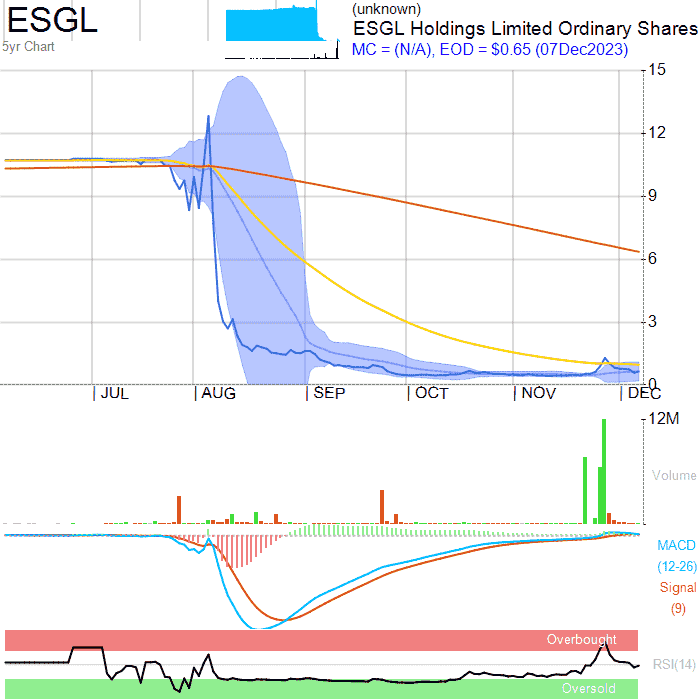 ESGL
5yr Chart
(unknown)
ESGL Holdings Limited Ordinary Shares
MC = (N/A), EOD = $0.65 (07Dec2023)
15
12
9
6
3
0
JUL AUG SEP OCT NOV DEC
12M
Volume
MACD
(12-26)
Signal
(9)
Overbought
RSI(14)
Oversold